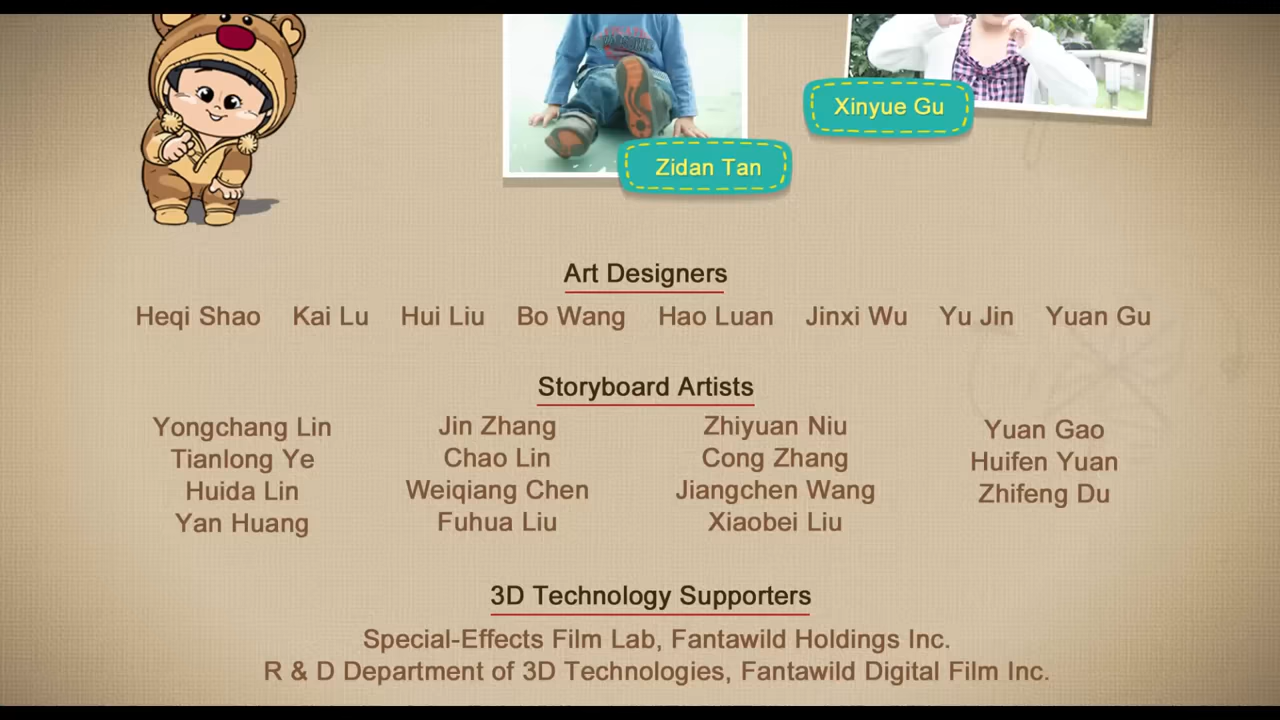 Xinyue Gu
Zidan Tan
Art Designers
Heqi Shao Kai Lu Hui Liu Bo Wang Hao Luan Jinxi Wu Yu Jin Yuan Gu
Storyboard Artists
Yongchang Lin Jin Zhang Zhiyuan Niu Yuan Gao
Tianlong Ye Chao Lin Cong Zhang Huifen Yuan
Huida Lin Weiqiang Chen Jiangchen Wang Zhifeng Du
Yan Huang Fuhua Liu Xiaobei Liu
3D Technology Supporters
Special-Effects Film Lab, Fantawild Holdings Inc.
R & D Department of 3D Technologies, Fantawild Digital Film Inc.